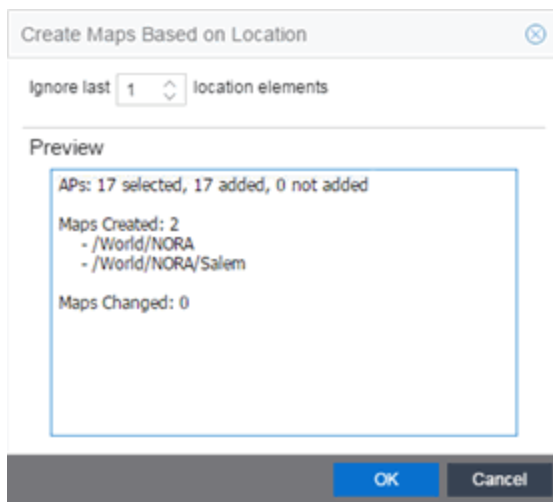 Create Maps Based on Location
Ignore last 1 location elements
Preview
APs: 17 selected, 17 added, 0 not added
Maps Created: 2
- /World/NORA
- /World/NORA/Salem
Maps Changed: 0
OK Cancel